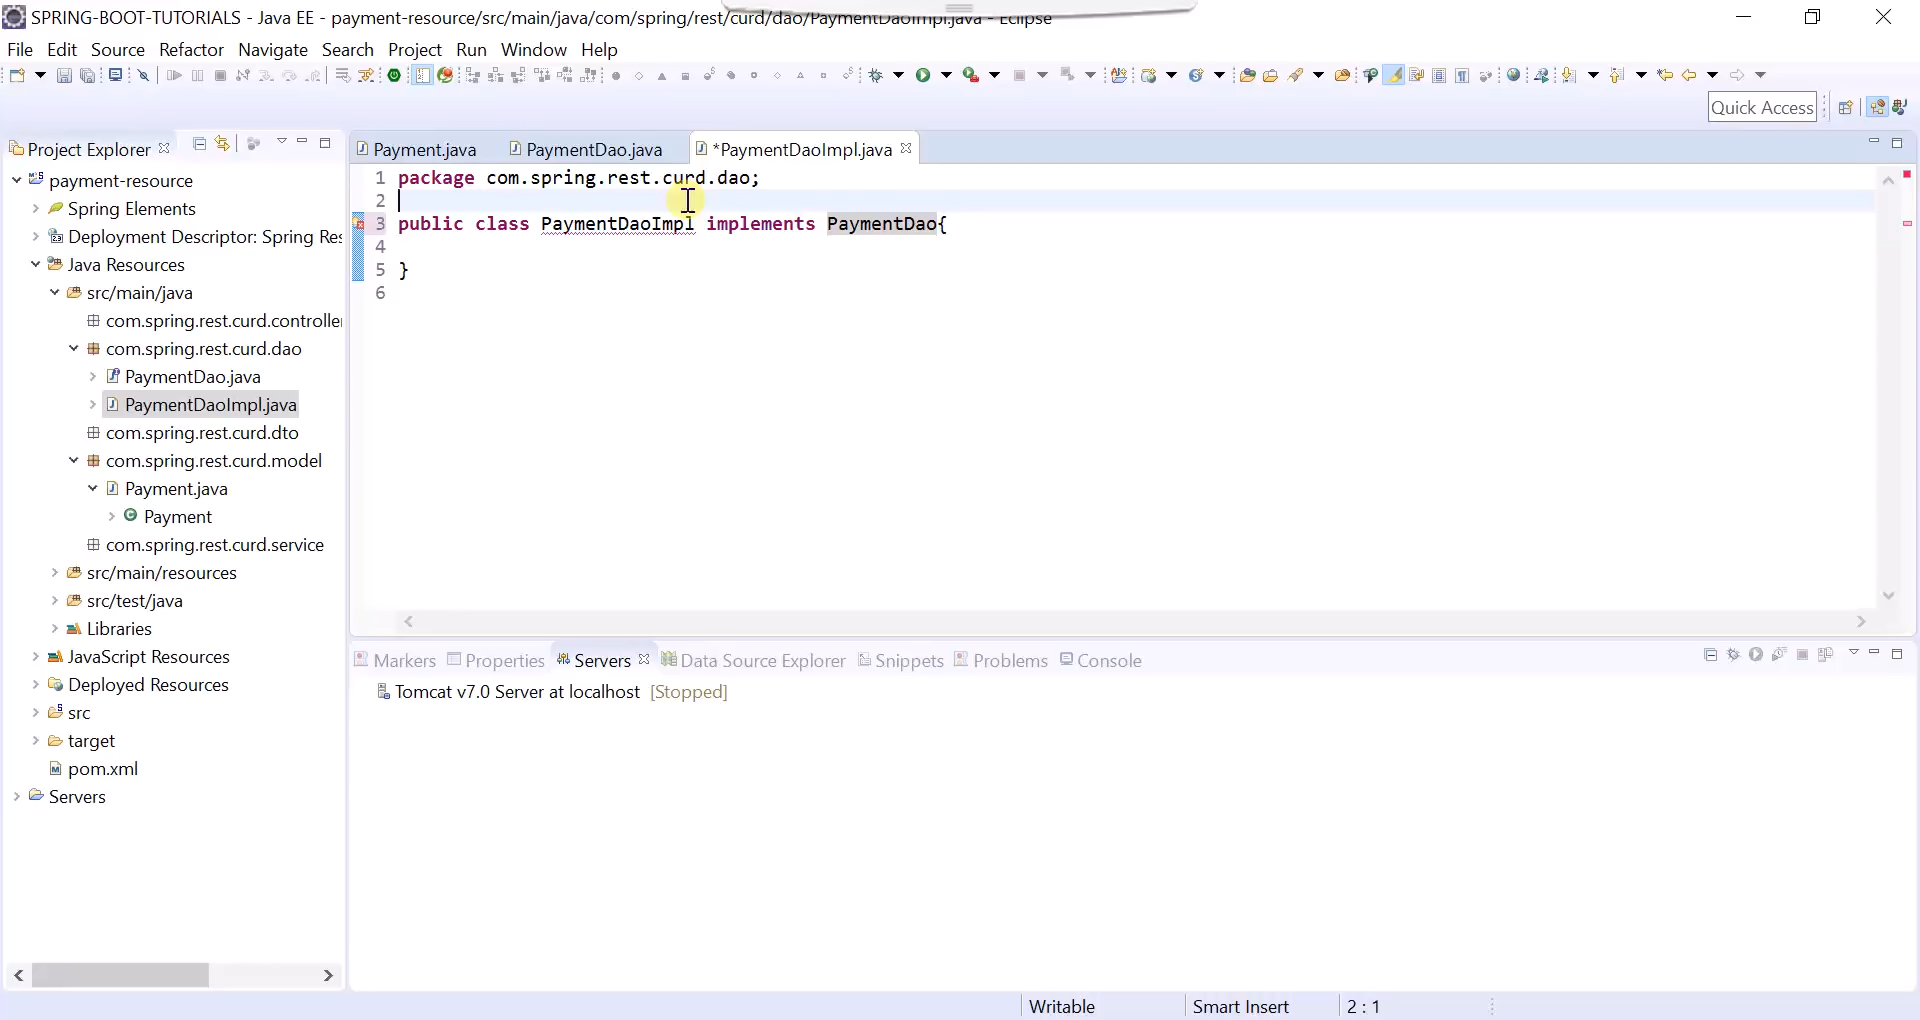 SPRING-BOOT-TUTORIALS - Java EE - payment-resource/src/main/java/com/spring/rest/curd/dao/PaymentDaoImpl.java - Eclipse
File Edit Source Refactor Navigate Search Project Run Window Help
Quick Access
Project Explorer
Payment.java PaymentDao.java *PaymentDaoImpl.java
payment-resource
Spring Elements
Deployment Descriptor: Spring Res
Java Resources
src/main/java
com.spring.rest.curd.controller
com.spring.rest.curd.dao
PaymentDao.java
PaymentDaoImpl.java
com.spring.rest.curd.dto
com.spring.rest.curd.model
Payment.java
Payment
com.spring.rest.curd.service
src/main/resources
src/test/java
Libraries
JavaScript Resources
Deployed Resources
src
target
pom.xml
Servers
1 package com.spring.rest.curd.dao;
2
3 public class PaymentDaoImpl implements PaymentDao{
4
5 }
6
Markers Properties Servers Data Source Explorer Snippets Problems Console
Tomcat v7.0 Server at localhost [Stopped]
Writable Smart Insert 2 : 1